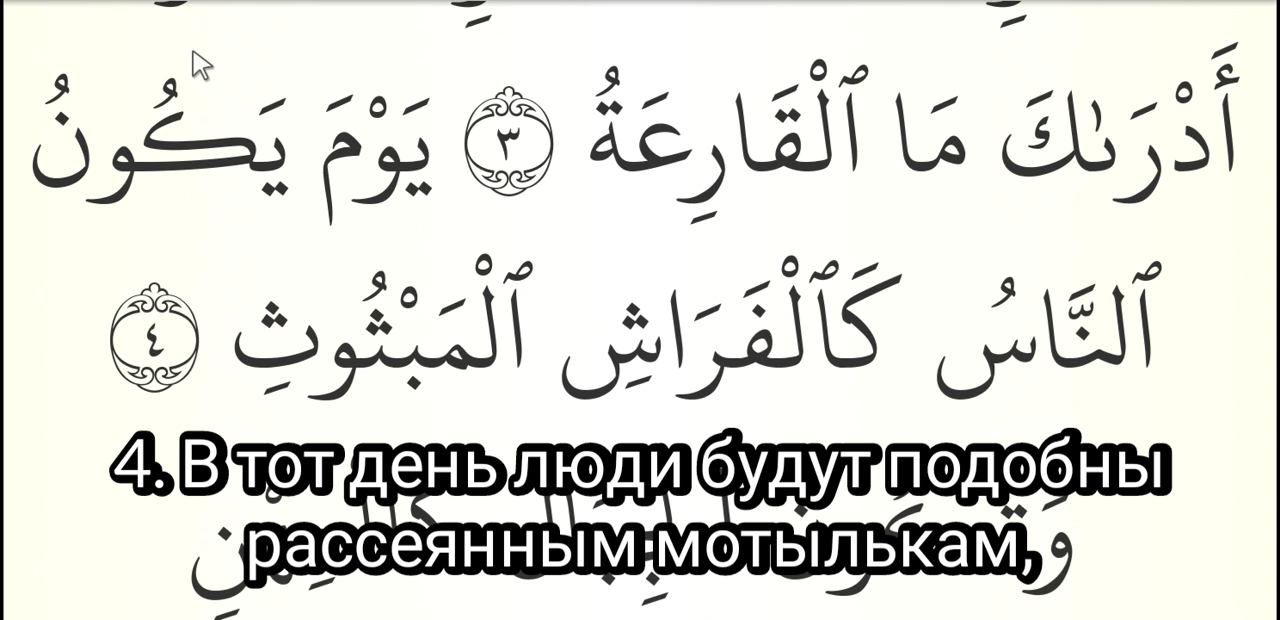 أَدْرَىٰكَ مَا ٱلْقَارِعَةُ ٣ يَوْمَ يَكُونُ
ٱلنَّاسُ كَٱلْفَرَاشِ ٱلْمَبْثُوثِ ٤
4. В тот день люди будут подобны
рассеянным мотылькам,